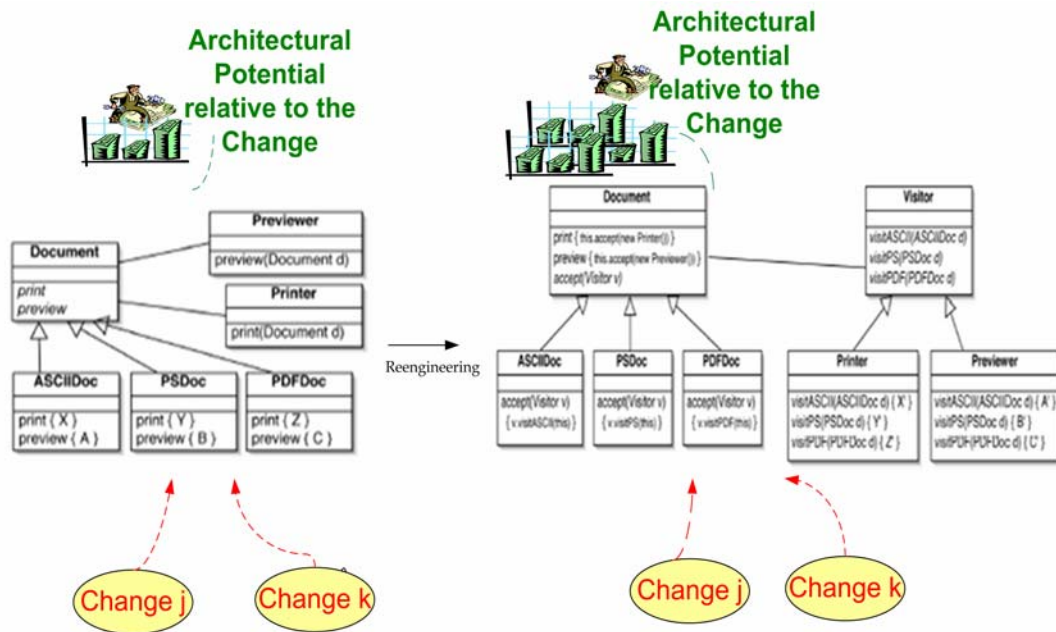 Architectural
Potential
relative to the
Change
Document
print
preview
Previewer
preview(Document d)
Printer
print(Document d)
ASCIIDoc
print { X }
preview { A }
PSDoc
print { Y }
preview { B }
PDFDoc
print { Z }
preview { C }
Change j
Change k
Reengineering
Architectural
Potential
relative to the
Change
Document
print { this.accept(new Printer()) }
preview { this.accept(new Previewer()) }
accept(Visitor v)
Visitor
visitASCII(ASCIIDoc d)
visitPS(PSDoc d)
visitPDF(PDFDoc d)
ASCIIDoc
accept(Visitor v)
{ v.visitASCII(this) }
PSDoc
accept(Visitor v)
{ v.visitPS(this) }
PDFDoc
accept(Visitor v)
{ v.visitPDF(this) }
Printer
visitASCII(ASCIIDoc d) { X' }
visitPS(PSDoc d) { Y' }
visitPDF(PDFDoc d) { Z' }
Previewer
visitASCII(ASCIIDoc d) { A' }
visitPS(PSDoc d) { B' }
visitPDF(PDFDoc d) { C' }
Change j
Change k